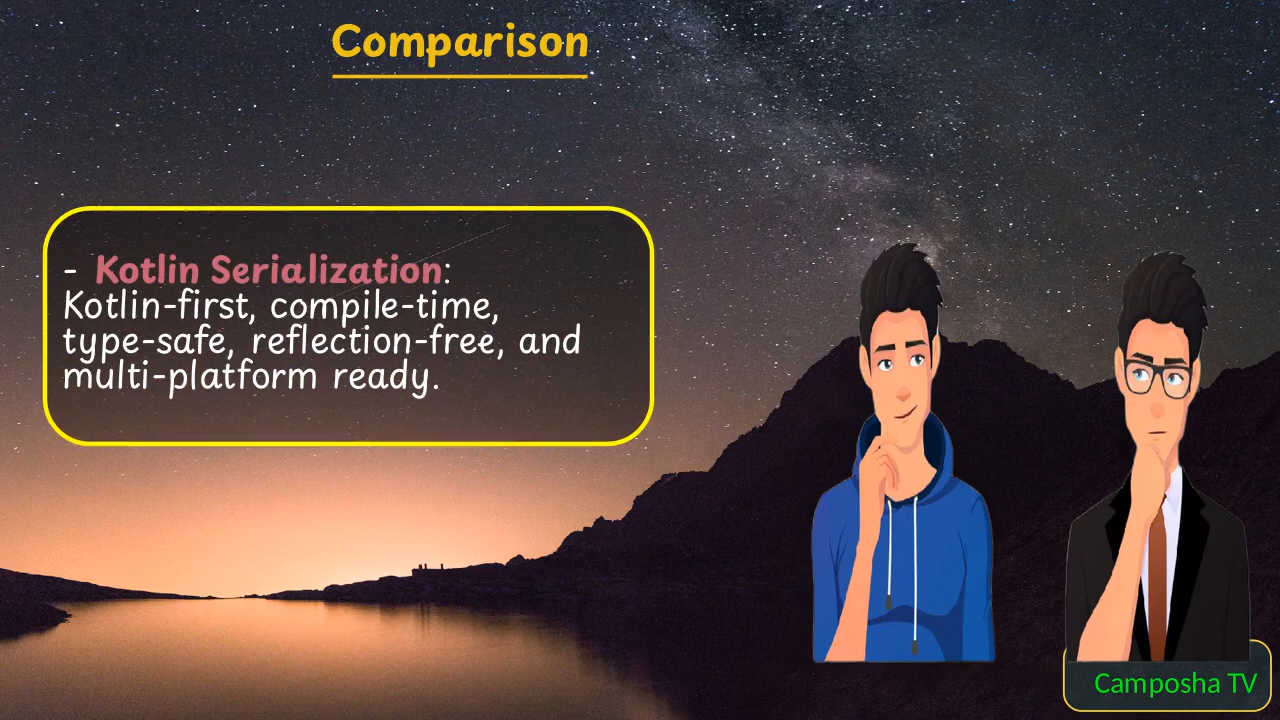 Comparison
- Kotlin Serialization:
Kotlin-first, compile-time,
type-safe, reflection-free, and
multi-platform ready.
Camposha TV